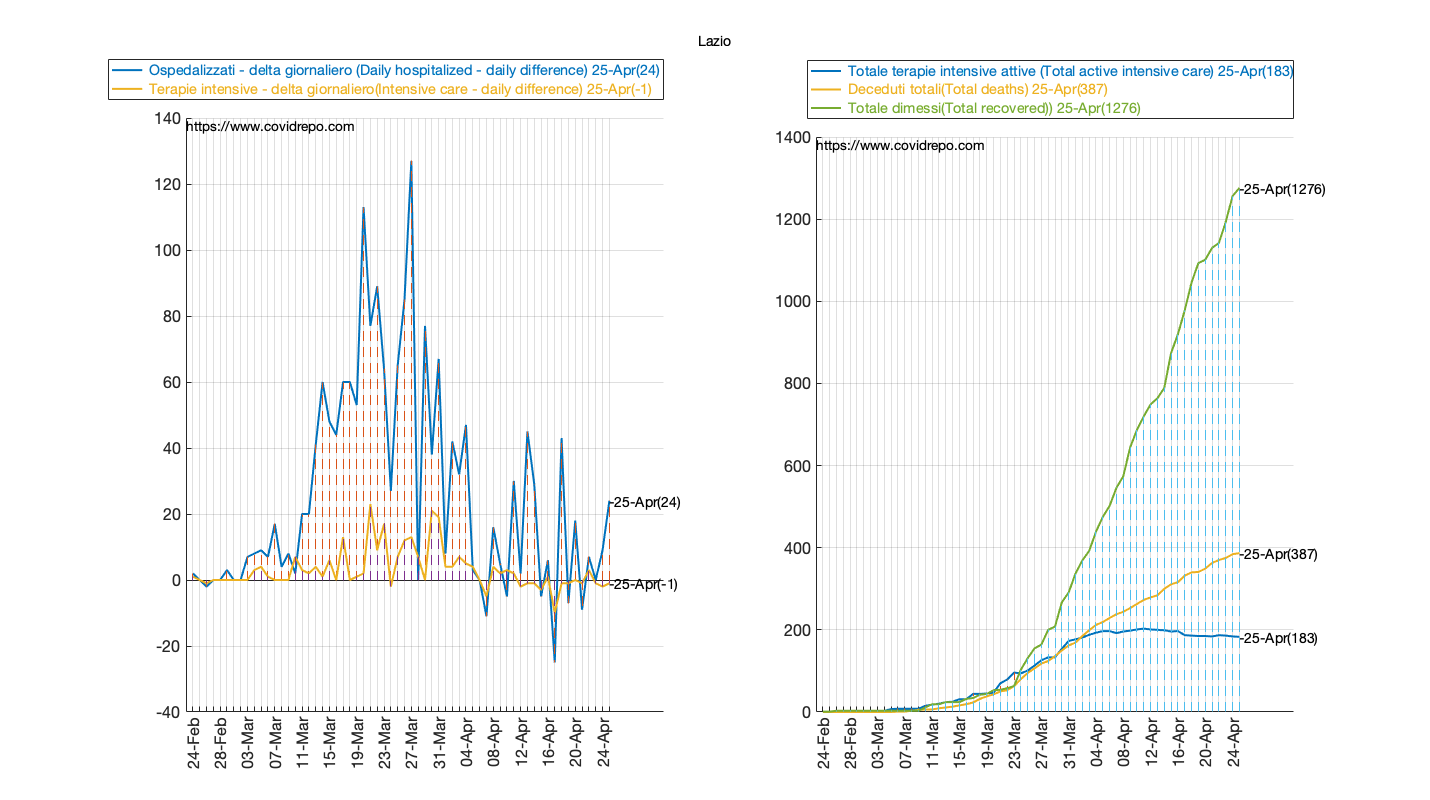 Lazio
Ospedalizzati - delta giornaliero (Daily hospitalized - daily difference) 25-Apr(24)
Terapie intensive - delta giornaliero(Intensive care - daily difference) 25-Apr(-1)
140
https://www.covidrepo.com
120
100
80
60
40
20
0
-20
-40
-25-Apr(24)
-25-Apr(-1)
24-Feb
28-Feb
03-Mar
07-Mar
11-Mar
15-Mar
19-Mar
23-Mar
27-Mar
31-Mar
04-Apr
08-Apr
12-Apr
16-Apr
20-Apr
24-Apr
Totale terapie intensive attive (Total active intensive care) 25-Apr(183)
Deceduti totali(Total deaths) 25-Apr(387)
Totale dimessi(Total recovered)) 25-Apr(1276)
1400
https://www.covidrepo.com
1200
1000
800
600
400
200
0
-25-Apr(1276)
-25-Apr(387)
-25-Apr(183)
24-Feb
28-Feb
03-Mar
07-Mar
11-Mar
15-Mar
19-Mar
23-Mar
27-Mar
31-Mar
04-Apr
08-Apr
12-Apr
16-Apr
20-Apr
24-Apr